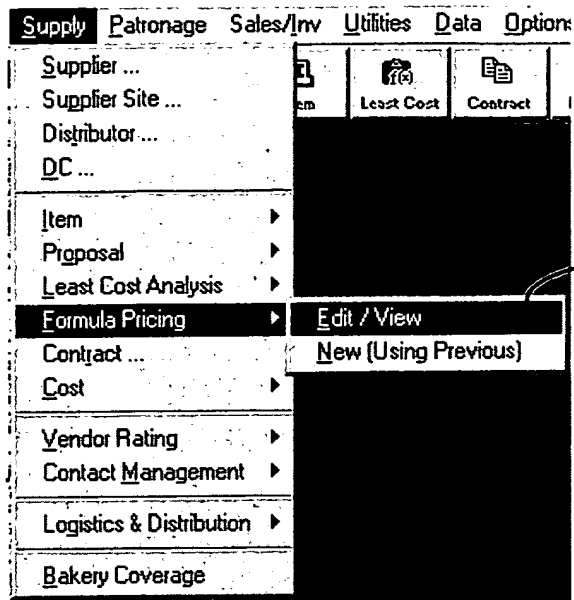 Supply Patronage Sales/Inv Utilities Data Option
Supplier ...
Supplier Site ...
Distributor ...
DC ...
Least Cost Contract
Item
Proposal
Least Cost Analysis
Formula Pricing
Edit / View
New (Using Previous)
Contract ...
Cost
Vendor Rating
Contact Management
Logistics & Distribution
Bakery Coverage